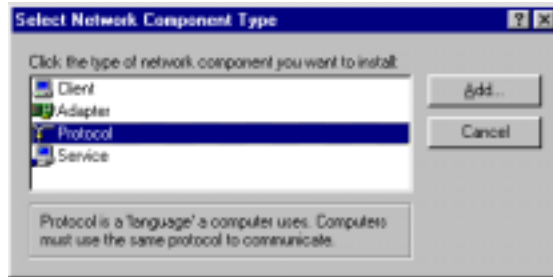 Select Network Component Type
Click the type of network component you want to install:
Client
Add...
Adapter
Protocol
Cancel
Service
Protocol is a 'language' a computer uses. Computers
must use the same protocol to communicate.